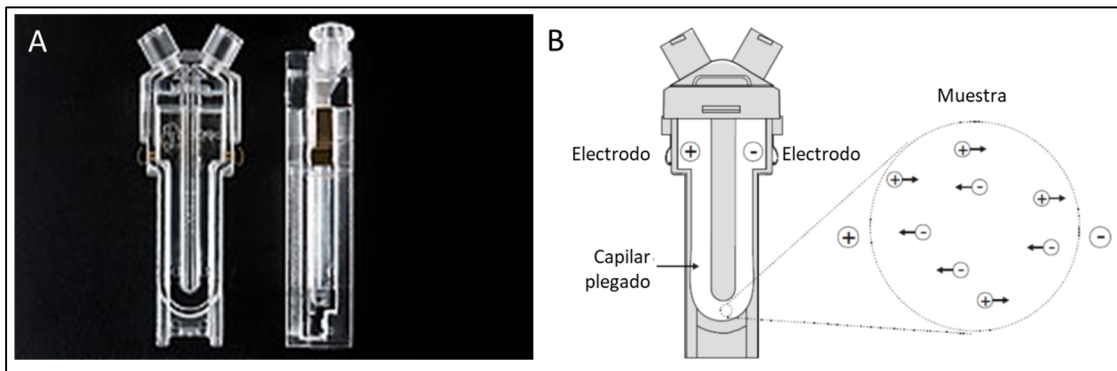 A
B
Muestra
Electrodo
+
-
Electrodo
+
+
-
+
+
-
-
-
-
-
+
Capilar
plegado